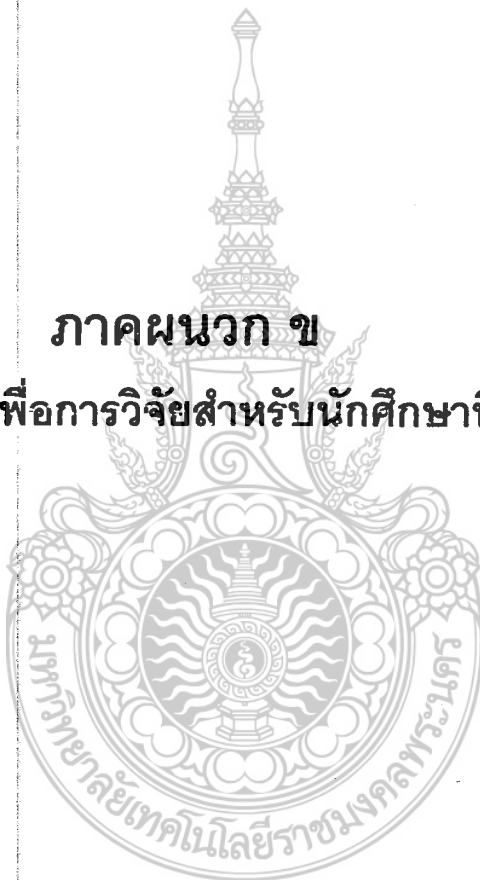 ภาคผนวก ข
พื่อการวิจัยสำหรับนักศึกษา
มหาวิทยาลัยเทคโนโลยีราชมงคลพระนคร